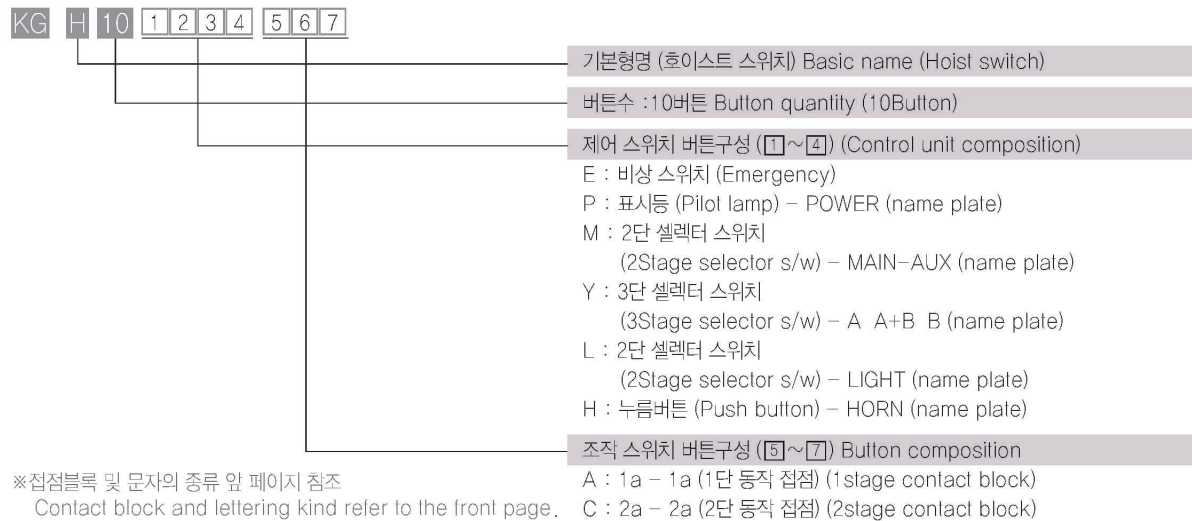 KG H 10 1 2 3 4 5 6 7
기본형명 (호이스트 스위치) Basic name (Hoist switch)
버튼수 :10버튼 Button quantity (10Button)
제어 스위치 버튼구성 (1~4) (Control unit composition)
E : 비상 스위치 (Emergency)
P : 표시등 (Pilot lamp) – POWER (name plate)
M : 2단 셀렉터 스위치
(2Stage selector s/w) – MAIN–AUX (name plate)
Y : 3단 셀렉터 스위치
(3Stage selector s/w) – A A+B B (name plate)
L : 2단 셀렉터 스위치
(2Stage selector s/w) – LIGHT (name plate)
H : 누름버튼 (Push button) – HORN (name plate)
조작 스위치 버튼구성 (5~7) Button composition
A : 1a – 1a (1단 동작 접점) (1stage contact block)
C : 2a – 2a (2단 동작 접점) (2stage contact block)
※접점블록 및 문자의 종류 앞 페이지 참조
Contact block and lettering kind refer to the front page.